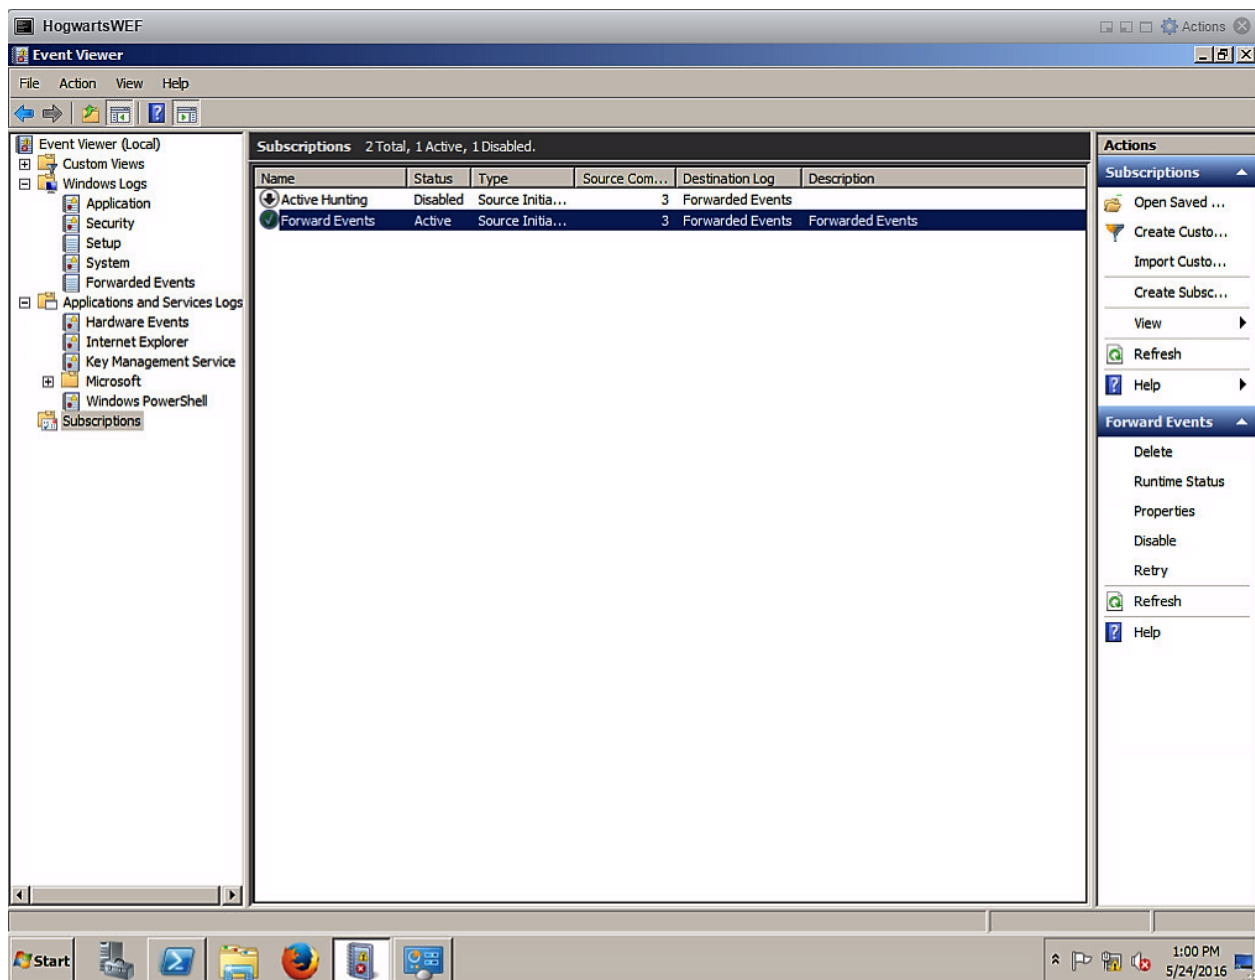 HogwartsWEF
Actions
Event Viewer
File Action View Help
Event Viewer (Local)
Custom Views
Windows Logs
Application
Security
Setup
System
Forwarded Events
Applications and Services Logs
Hardware Events
Internet Explorer
Key Management Service
Microsoft
Windows PowerShell
Subscriptions
Subscriptions 2 Total, 1 Active, 1 Disabled.
Name Status Type Source Com... Destination Log Description
Active Hunting Disabled Source Initia... 3 Forwarded Events
Forward Events Active Source Initia... 3 Forwarded Events Forwarded Events
Actions
Subscriptions
Open Saved ...
Create Custo...
Import Custo...
Create Subsc...
View
Refresh
Help
Forward Events
Delete
Runtime Status
Properties
Disable
Retry
Refresh
Help
Start
1:00 PM
5/24/2016